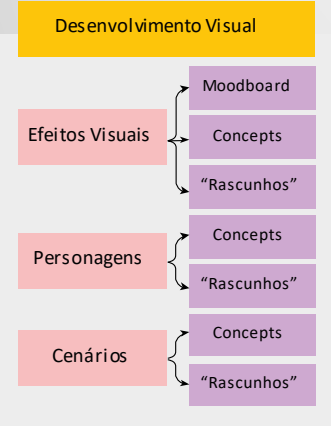 Desenvolvimento Visual
Efeitos Visuais
Moodboard
Concepts
“Rascunhos”
Personagens
Concepts
“Rascunhos”
Cenários
Concepts
“Rascunhos”